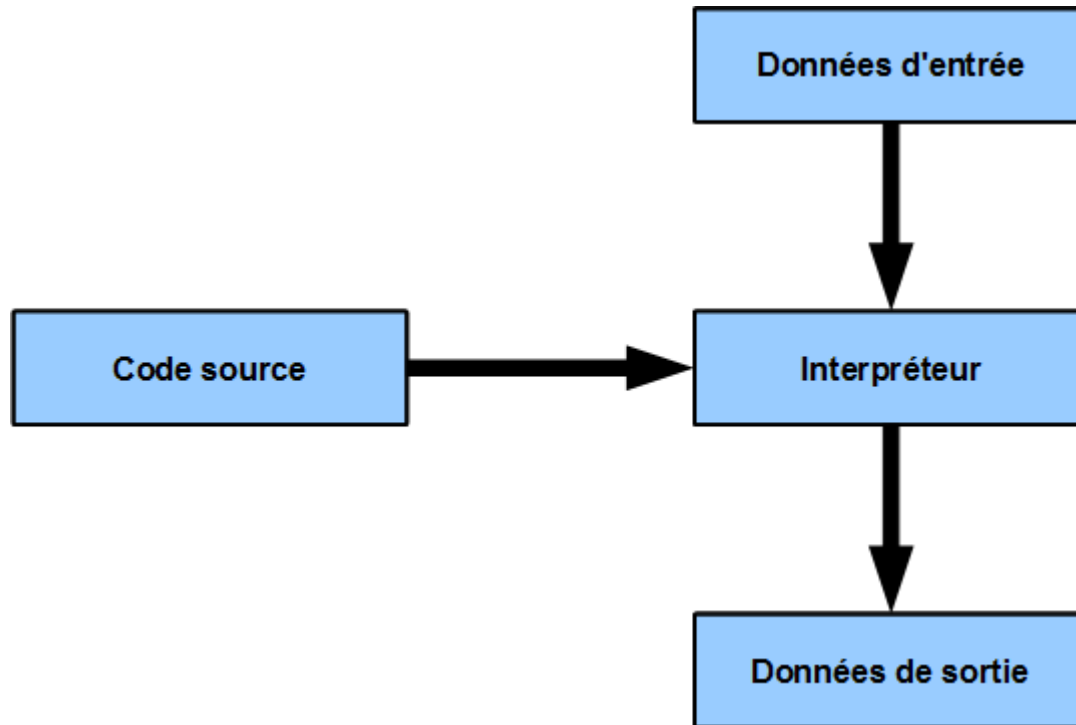 Données d'entrée
Code source
Interpréteur
Données de sortie